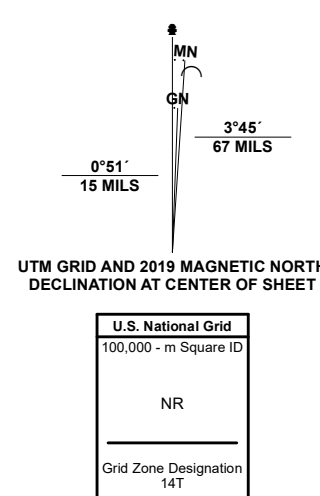 MN
GN
3°45´
67 MILS
0°51´
15 MILS
UTM GRID AND 2019 MAGNETIC NORTH
DECLINATION AT CENTER OF SHEET
U.S. National Grid
100,000 - m Square ID
NR
Grid Zone Designation
14T